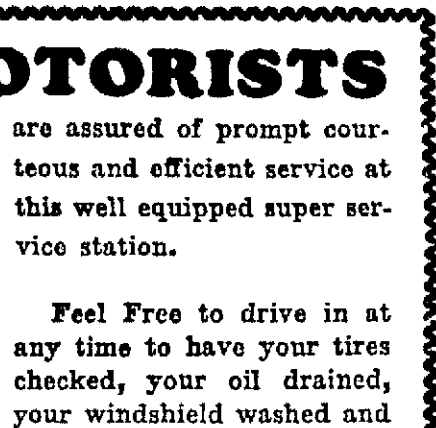 OTORISTS
are assured of prompt cour-
teous and efficient service at
this well equipped super ser-
vice station.
Feel Free to drive in at
any time to have your tires
checked, your oil drained,
your windshield washed and